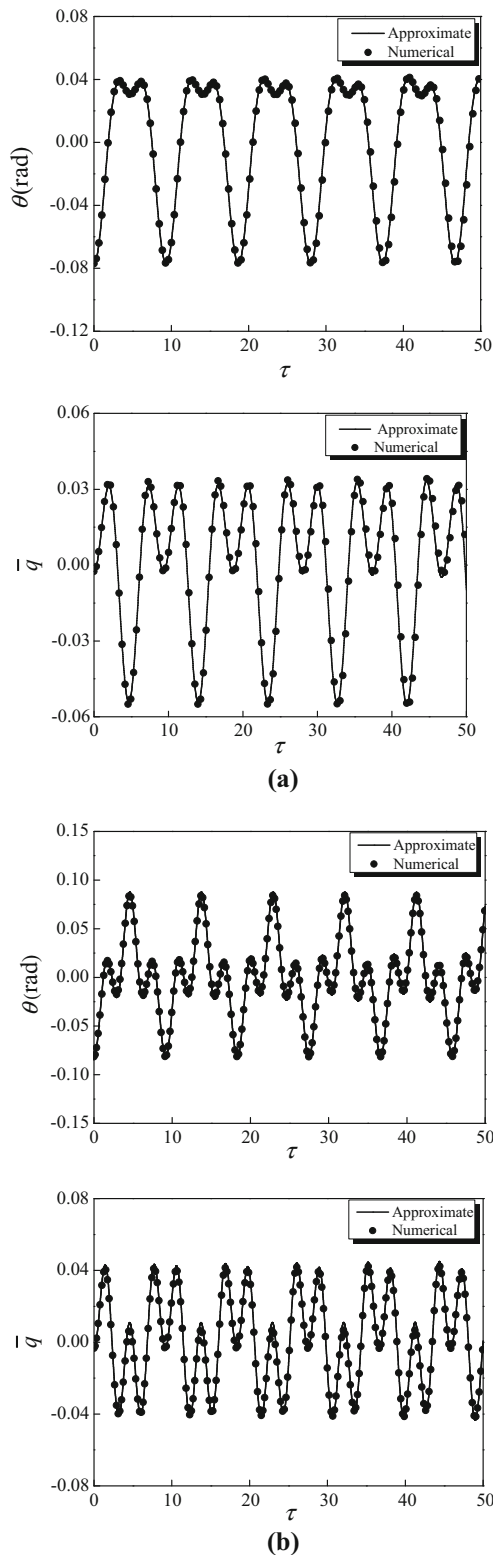 Approximate
Numerical
0.08
0.04
0.00
-0.04
-0.08
-0.12
θ(rad)
0 10 20 30 40 50
τ
Approximate
Numerical
0.06
0.03
0.00
-0.03
-0.06
q̅
0 10 20 30 40 50
τ
(a)
Approximate
Numerical
0.15
0.10
0.05
0.00
-0.05
-0.10
-0.15
θ(rad)
0 10 20 30 40 50
τ
Approximate
Numerical
0.08
0.04
0.00
-0.04
-0.08
q̅
0 10 20 30 40 50
τ
(b)